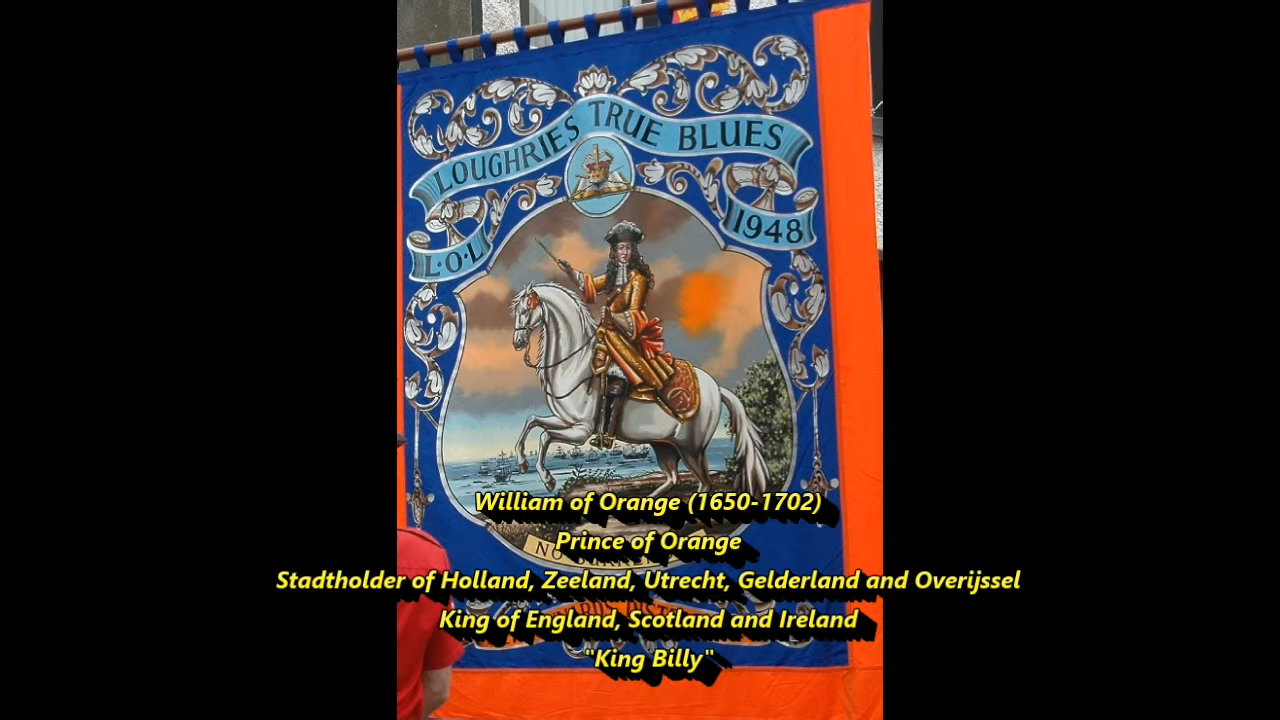 LOUGHRIES TRUE BLUES
L.O.L
1948
William of Orange (1650-1702)
NO
Prince of Orange
Stadtholder of Holland, Zeeland, Utrecht, Gelderland and Overijssel
King of England, Scotland and Ireland
"King Billy"